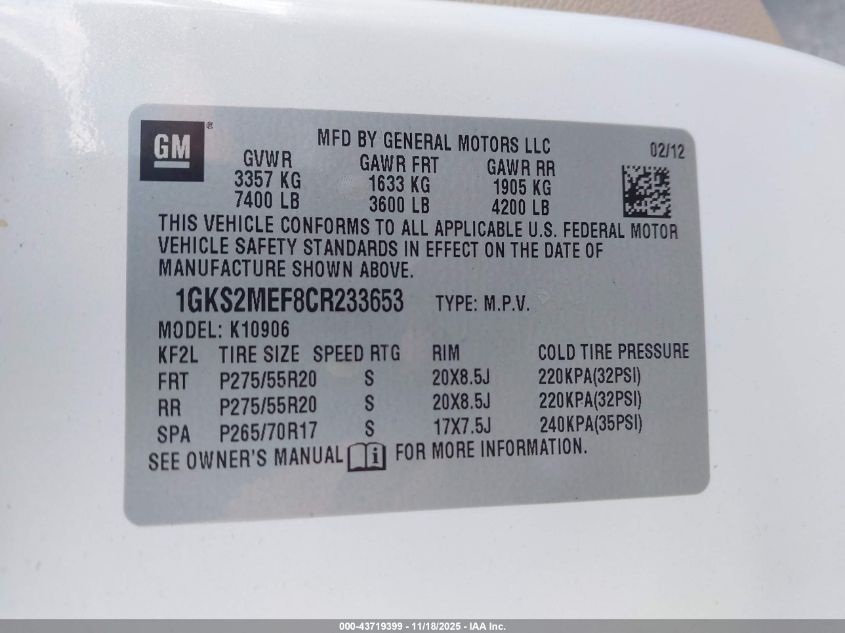 GM®
MFD BY GENERAL MOTORS LLC 02/12
GVWR GAWR FRT GAWR RR
3357 KG 1633 KG 1905 KG
7400 LB 3600 LB 4200 LB
THIS VEHICLE CONFORMS TO ALL APPLICABLE U.S. FEDERAL MOTOR
VEHICLE SAFETY STANDARDS IN EFFECT ON THE DATE OF
MANUFACTURE SHOWN ABOVE.
1GKS2MEF8CR233653 TYPE: M.P.V.
MODEL: K10906
KF2L TIRE SIZE SPEED RTG RIM COLD TIRE PRESSURE
FRT P275/55R20 S 20X8.5J 220KPA(32PSI)
RR P275/55R20 S 20X8.5J 220KPA(32PSI)
SPA P265/70R17 S 17X7.5J 240KPA(35PSI)
SEE OWNER'S MANUAL i FOR MORE INFORMATION.
000-43719399 - 11/18/2025 - IAA Inc.